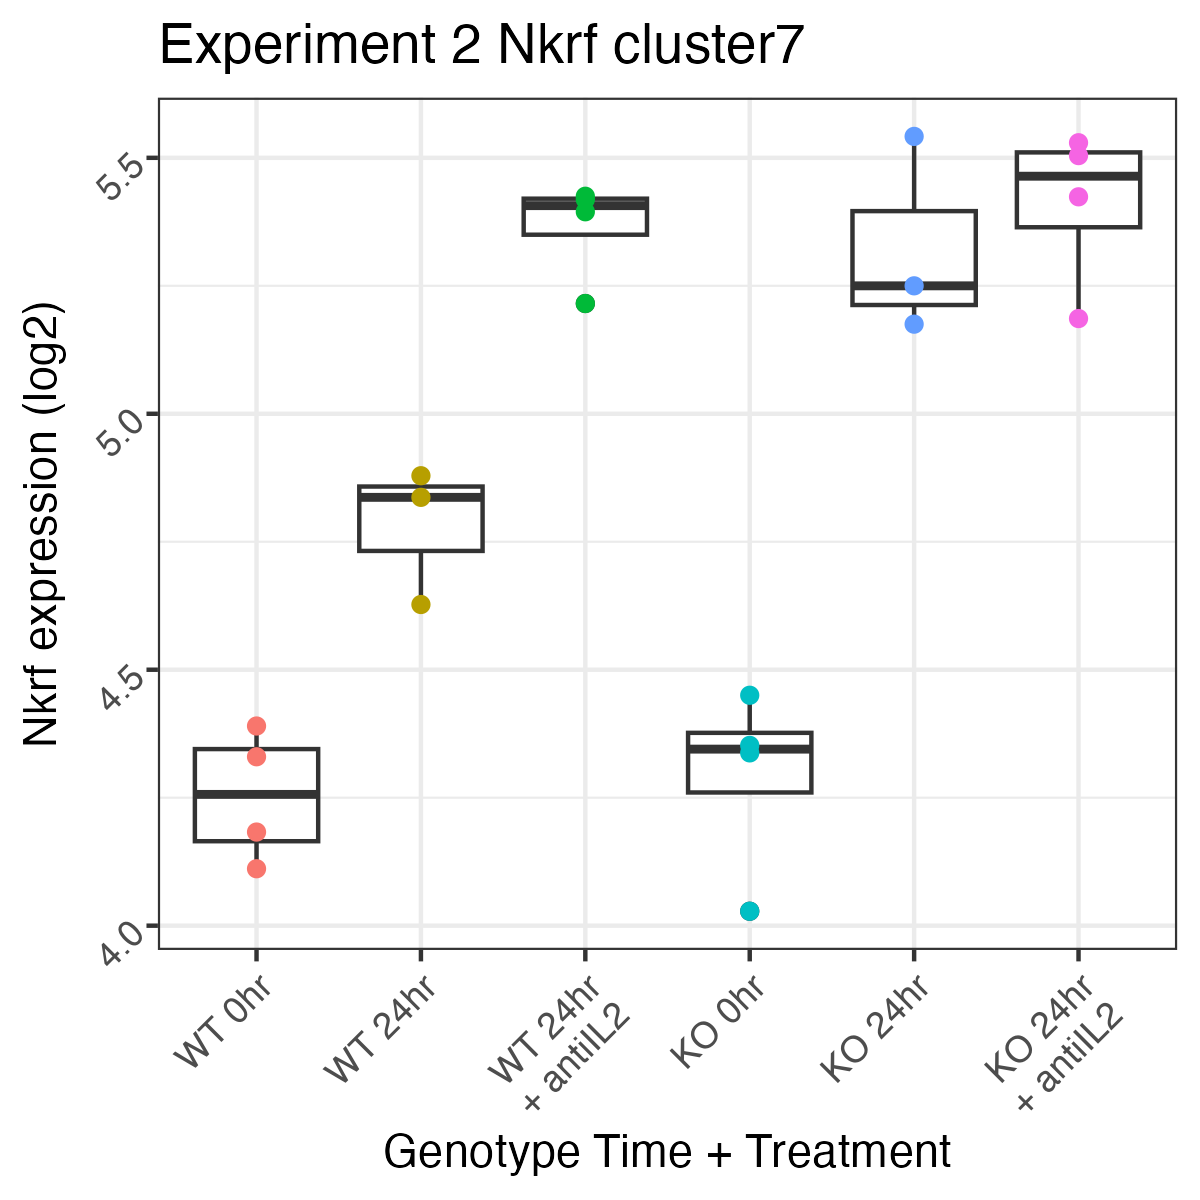 Experiment 2 Nkrf cluster7
Nkrf expression (log2)
5.5
5.0
4.5
4.0
WT 0hr
WT 24hr
WT 24hr
+ antiIL2
KO 0hr
KO 24hr
KO 24hr
+ antiIL2
Genotype Time + Treatment